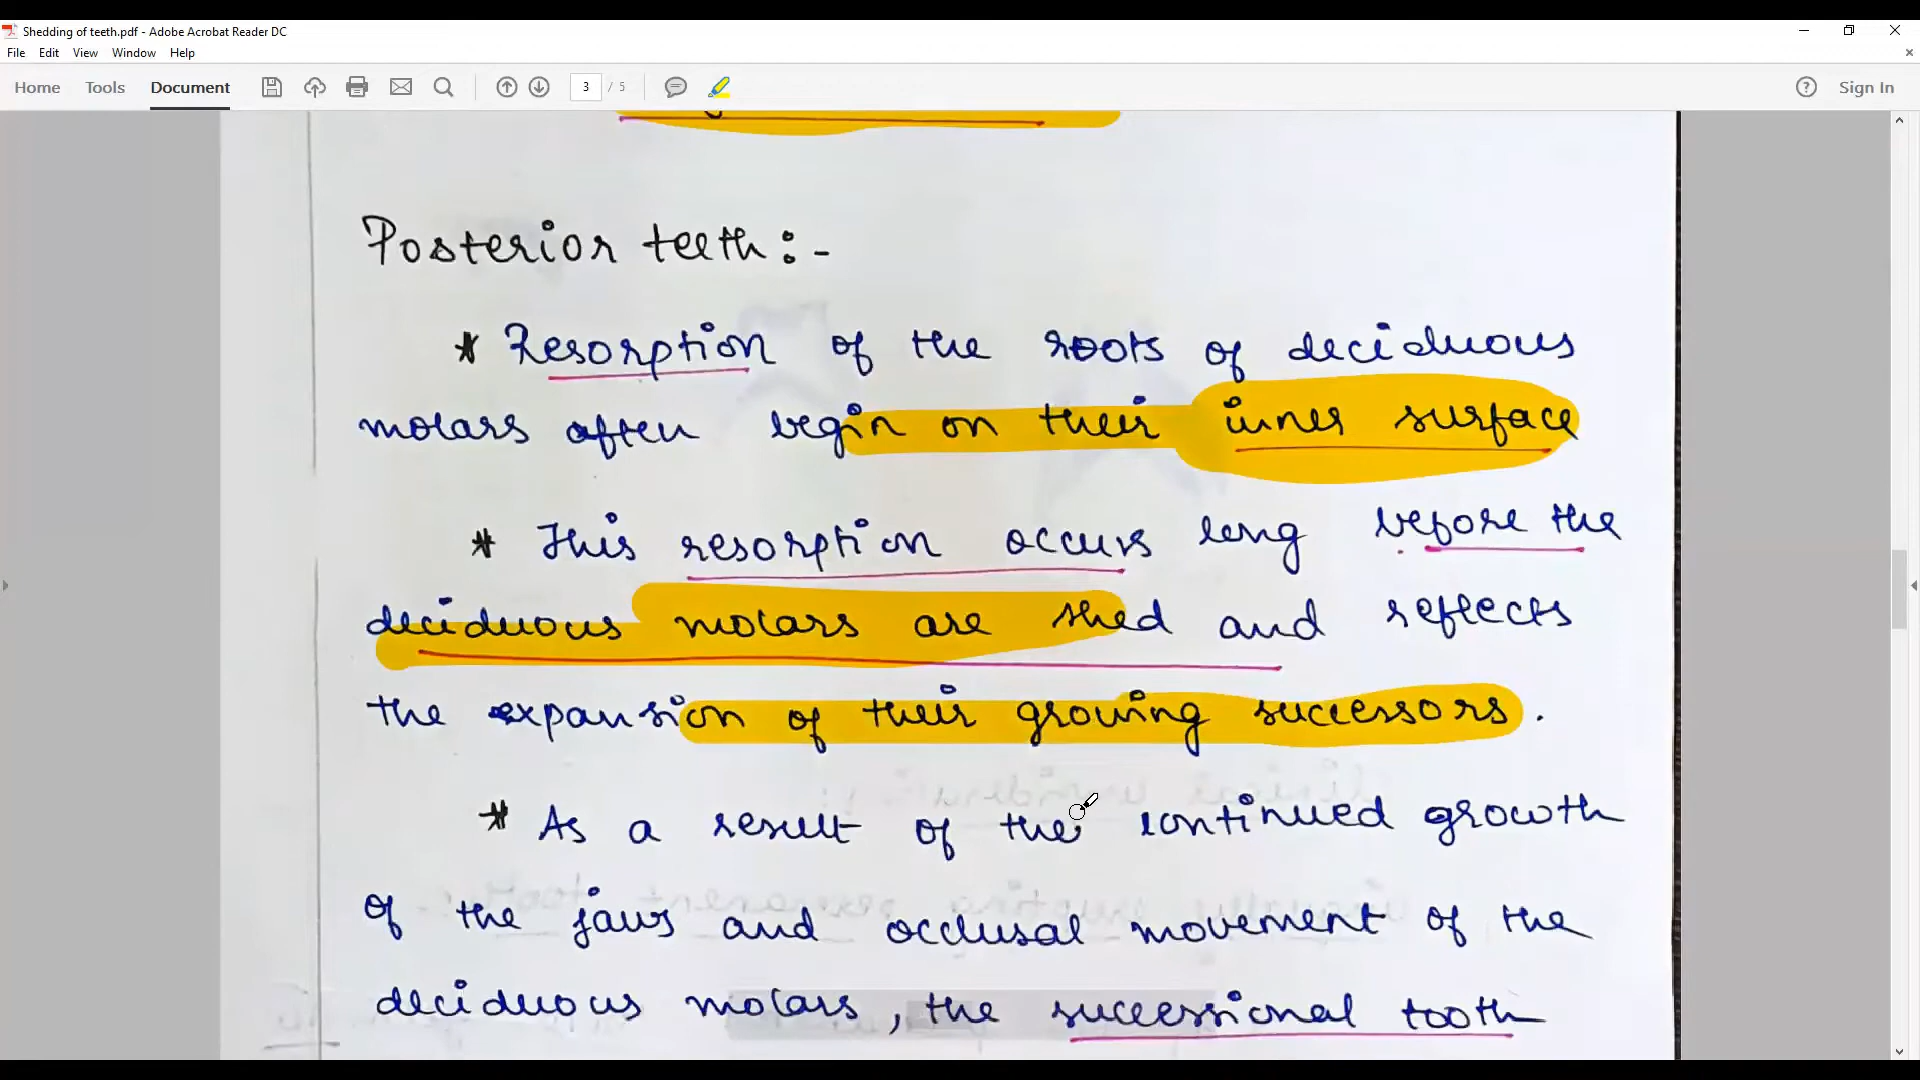 Shedding of teeth.pdf - Adobe Acrobat Reader DC
File Edit View Window Help
Home Tools Document 3 / 5 Sign In
Posterior teeth :-
* Resorption of the roots of deciduous
molars often begin on their inner surface
* This resorption occurs long before the
deciduous molars are shed and reflects
the expansion of their growing successors.
* As a result of the continued growth
of the jaws and occlusal movement of the
deciduous molars, the successional tooth